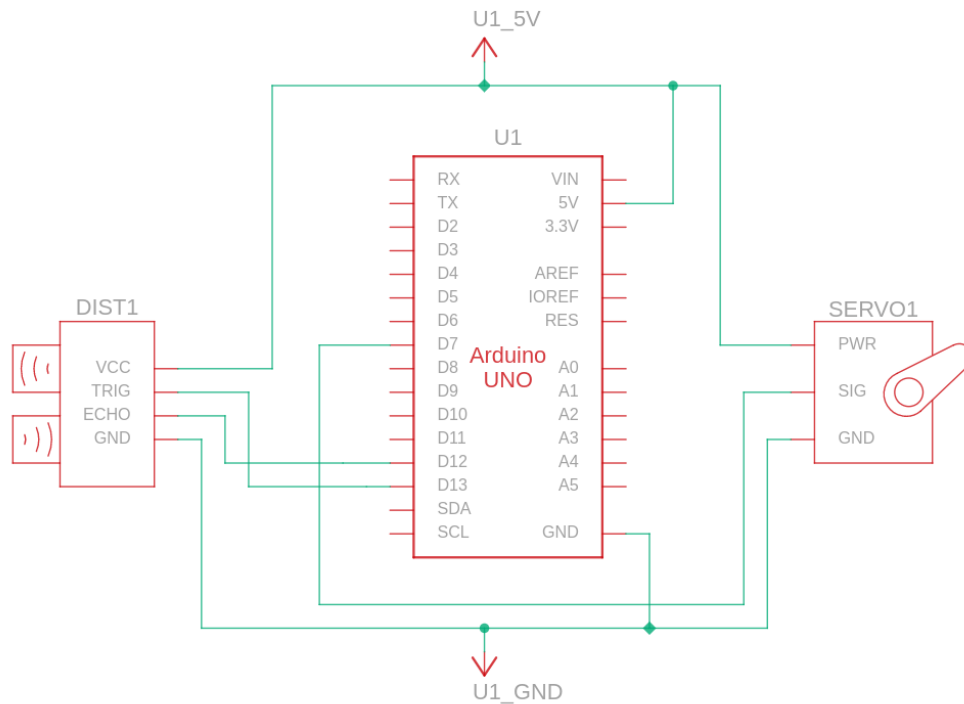 U1_5V
U1
RX VIN
TX 5V
D2 3.3V
D3
D4 AREF
D5 IOREF
D6 RES
D7
D8 A0
D9 A1
D10 A2
D11 A3
D12 A4
D13 A5
SDA
SCL GND
Arduino
UNO
DIST1
VCC
TRIG
ECHO
GND
SERVO1
PWR
SIG
GND
U1_GND